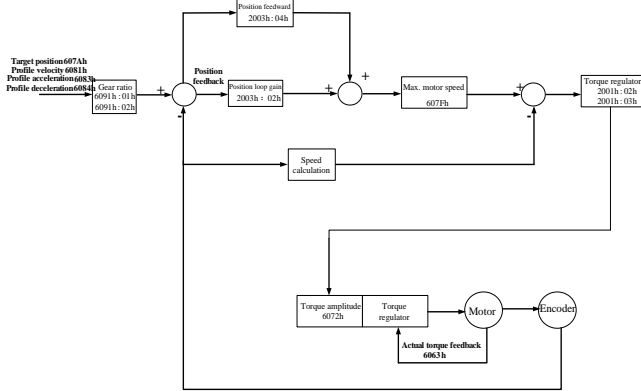 Position feedward
2003h: 04h
Target position607Ah
Profile velocity6081h
Profile acceleration6083h
Profile deceleration6084h
Gear ratio
6091h: 01h
6091h: 02h
+
-
Position
feedback
Position loop gain
2003h: 02h
+
+
Max. motor speed
607Fh
+
-
Torque regulator
2001h: 02h
2001h: 03h
Speed
calculation
Torque amplitude
6072h
Torque
regulator
Motor
Encoder
Actual torque feedback
6063h